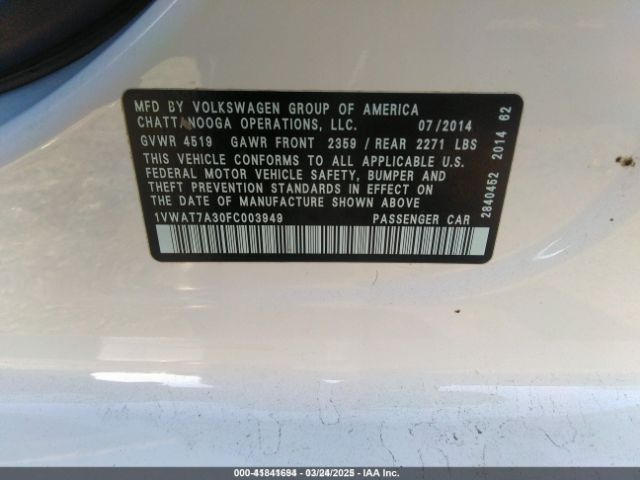 MFD BY VOLKSWAGEN GROUP OF AMERICA
CHATTANOOGA OPERATIONS, LLC. 07/2014
GVWR 4519 GAWR FRONT 2359 / REAR 2271 LBS
THIS VEHICLE CONFORMS TO ALL APPLICABLE U.S.
FEDERAL MOTOR VEHICLE SAFETY, BUMPER AND
THEFT PREVENTION STANDARDS IN EFFECT ON
THE DATE OF MANUFACTURE SHOWN ABOVE.
1VWAT7A30FC003949 PASSENGER CAR
2840452 2014 62
000-41841694 - 03/24/2025 - IAA Inc.